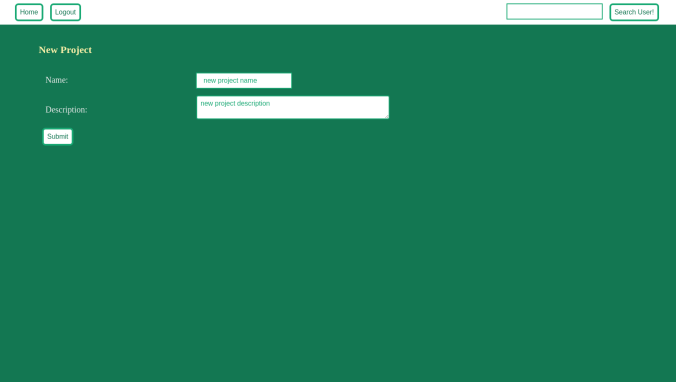 Home Logout Search User!
New Project
Name: new project name
Description: new project description
Submit